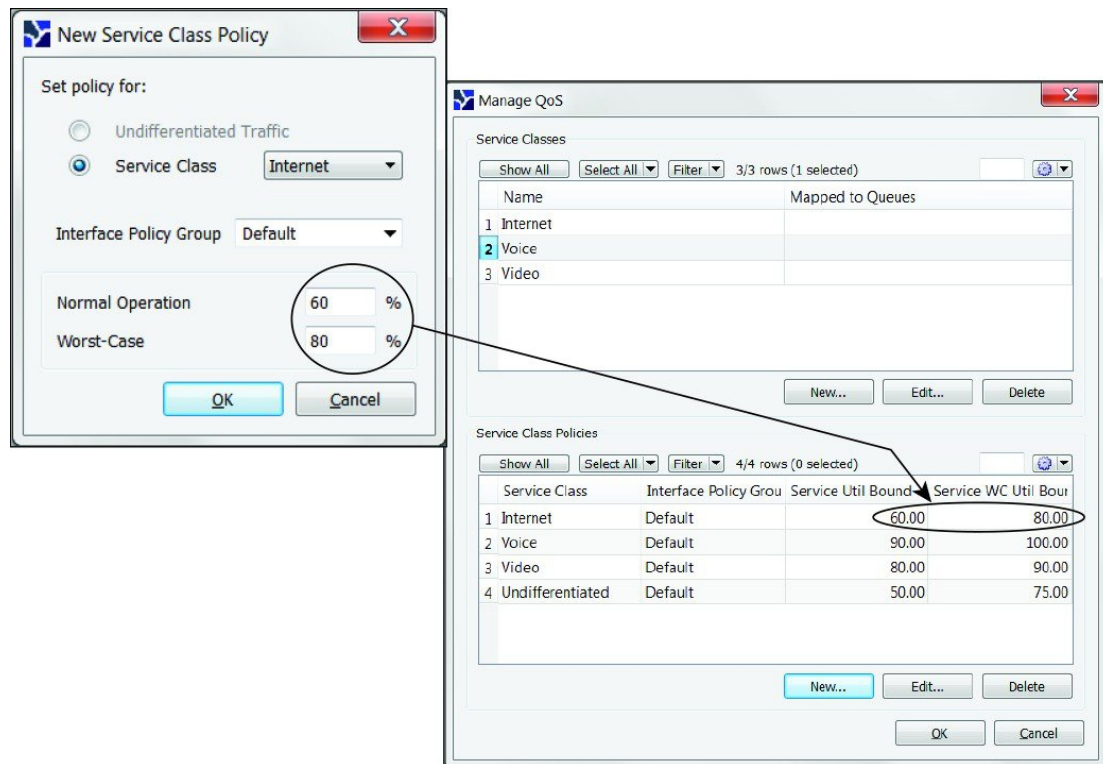 New Service Class Policy
Set policy for:
Undifferentiated Traffic
Service Class Internet
Interface Policy Group Default
Normal Operation 60 %
Worst-Case 80 %
OK Cancel
Manage QoS
Service Classes
Show All Select All Filter 3/3 rows (1 selected)
Name Mapped to Queues
1 Internet
2 Voice
3 Video
New... Edit... Delete
Service Class Policies
Show All Select All Filter 4/4 rows (0 selected)
Service Class Interface Policy Grou Service Util Bound Service WC Util Bour
1 Internet Default 60.00 80.00
2 Voice Default 90.00 100.00
3 Video Default 80.00 90.00
4 Undifferentiated Default 50.00 75.00
New... Edit... Delete
OK Cancel